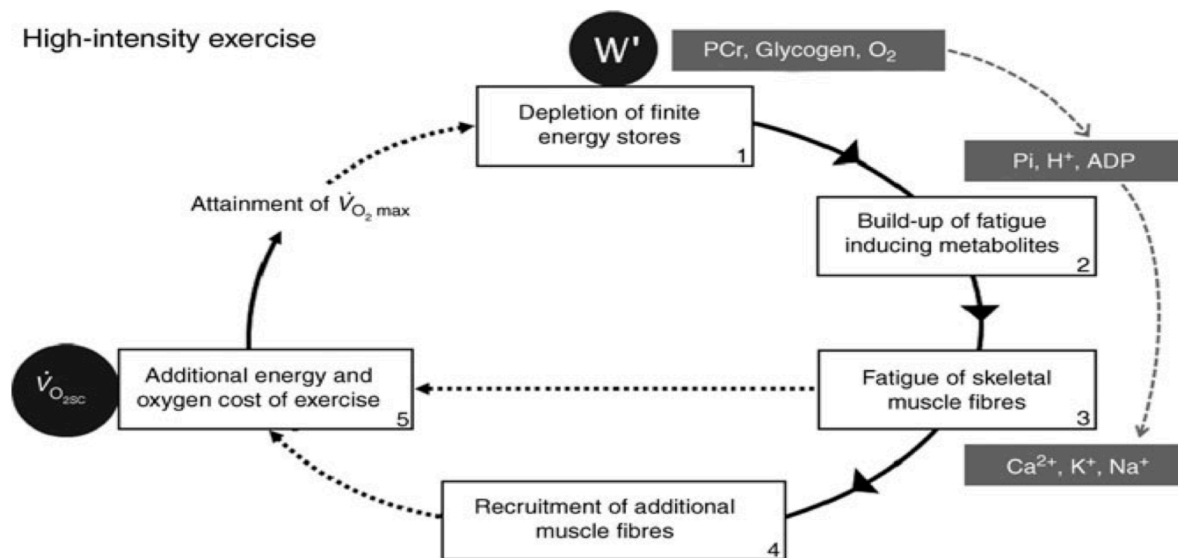 High-intensity exercise
W'
PCr, Glycogen, O₂
Depletion of finite
energy stores
1
Pi, H⁺, ADP
Attainment of V̇O₂ max
Build-up of fatigue
inducing metabolites
2
V̇O₂SC
Additional energy and
oxygen cost of exercise
5
Fatigue of skeletal
muscle fibres
3
Ca²⁺, K⁺, Na⁺
Recruitment of additional
muscle fibres
4